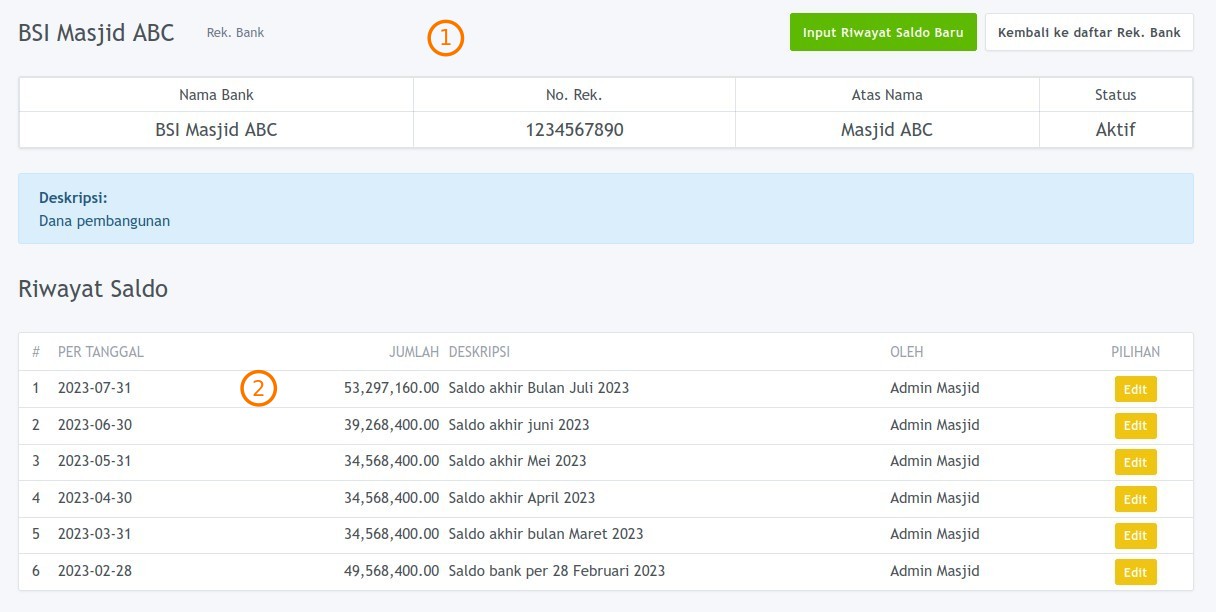 BSI Masjid ABC Rek. Bank 1 Input Riwayat Saldo Baru Kembali ke daftar Rek. Bank
Nama Bank No. Rek. Atas Nama Status
BSI Masjid ABC 1234567890 Masjid ABC Aktif
Deskripsi:
Dana pembangunan
Riwayat Saldo
# PER TANGGAL JUMLAH DESKRIPSI OLEH PILIHAN
1 2023-07-31 2 53,297,160.00 Saldo akhir Bulan Juli 2023 Admin Masjid Edit
2 2023-06-30 39,268,400.00 Saldo akhir juni 2023 Admin Masjid Edit
3 2023-05-31 34,568,400.00 Saldo akhir Mei 2023 Admin Masjid Edit
4 2023-04-30 34,568,400.00 Saldo akhir April 2023 Admin Masjid Edit
5 2023-03-31 34,568,400.00 Saldo akhir bulan Maret 2023 Admin Masjid Edit
6 2023-02-28 49,568,400.00 Saldo bank per 28 Februari 2023 Admin Masjid Edit